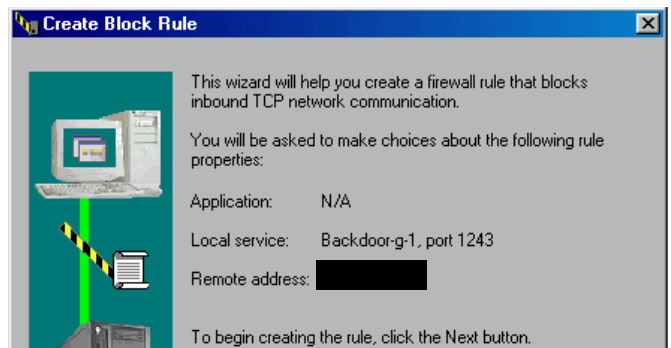 Create Block Rule
This wizard will help you create a firewall rule that blocks
inbound TCP network communication.
You will be asked to make choices about the following rule
properties:
Application: N/A
Local service: Backdoor-g-1, port 1243
Remote address:
To begin creating the rule, click the Next button.